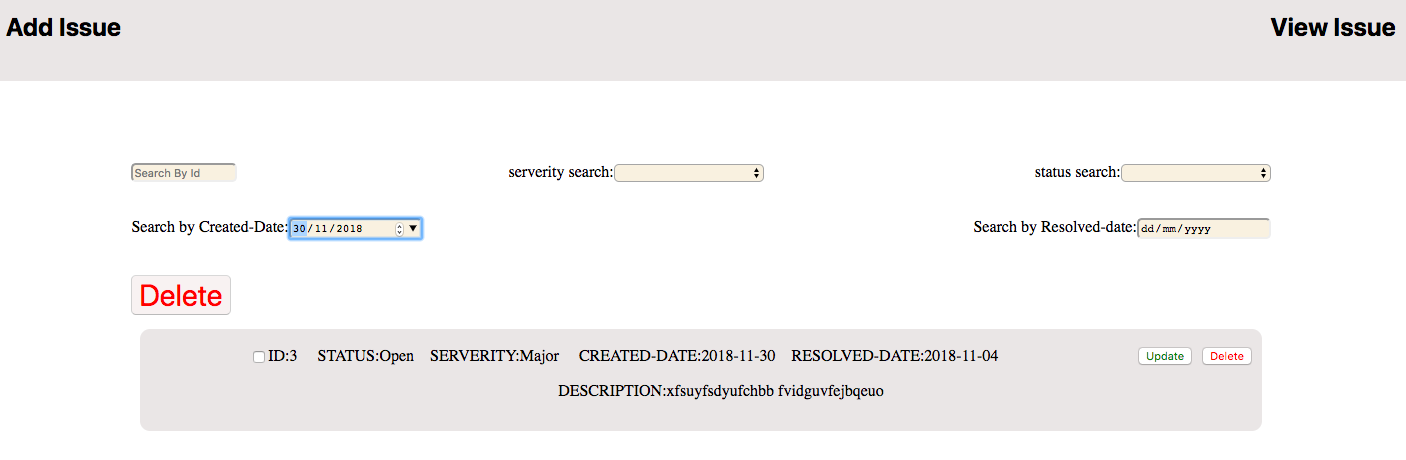 Add Issue View Issue
Search By Id serverity search: status search:
Search by Created-Date: 30/11/2018 Search by Resolved-date: dd/mm/yyyy
Delete
ID:3 STATUS:Open SERVERITY:Major CREATED-DATE:2018-11-30 RESOLVED-DATE:2018-11-04 Update Delete
DESCRIPTION:xfsuyfsdyufchbb fvidguvfejbqeuo